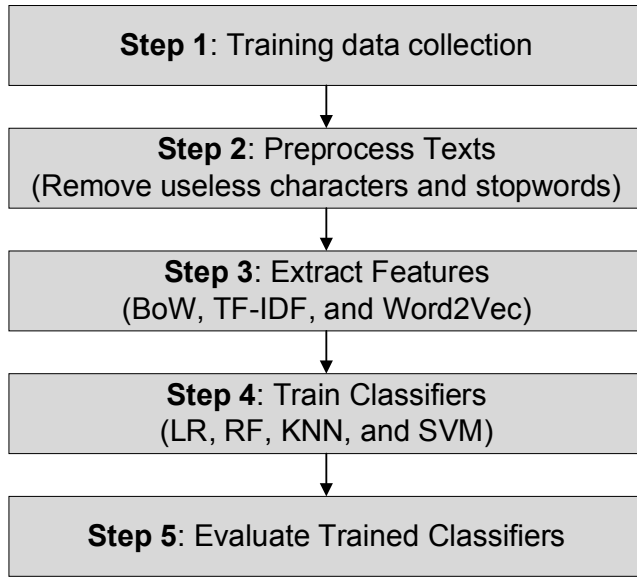 Step 1: Training data collection
Step 2: Preprocess Texts
(Remove useless characters and stopwords)
Step 3: Extract Features
(BoW, TF-IDF, and Word2Vec)
Step 4: Train Classifiers
(LR, RF, KNN, and SVM)
Step 5: Evaluate Trained Classifiers